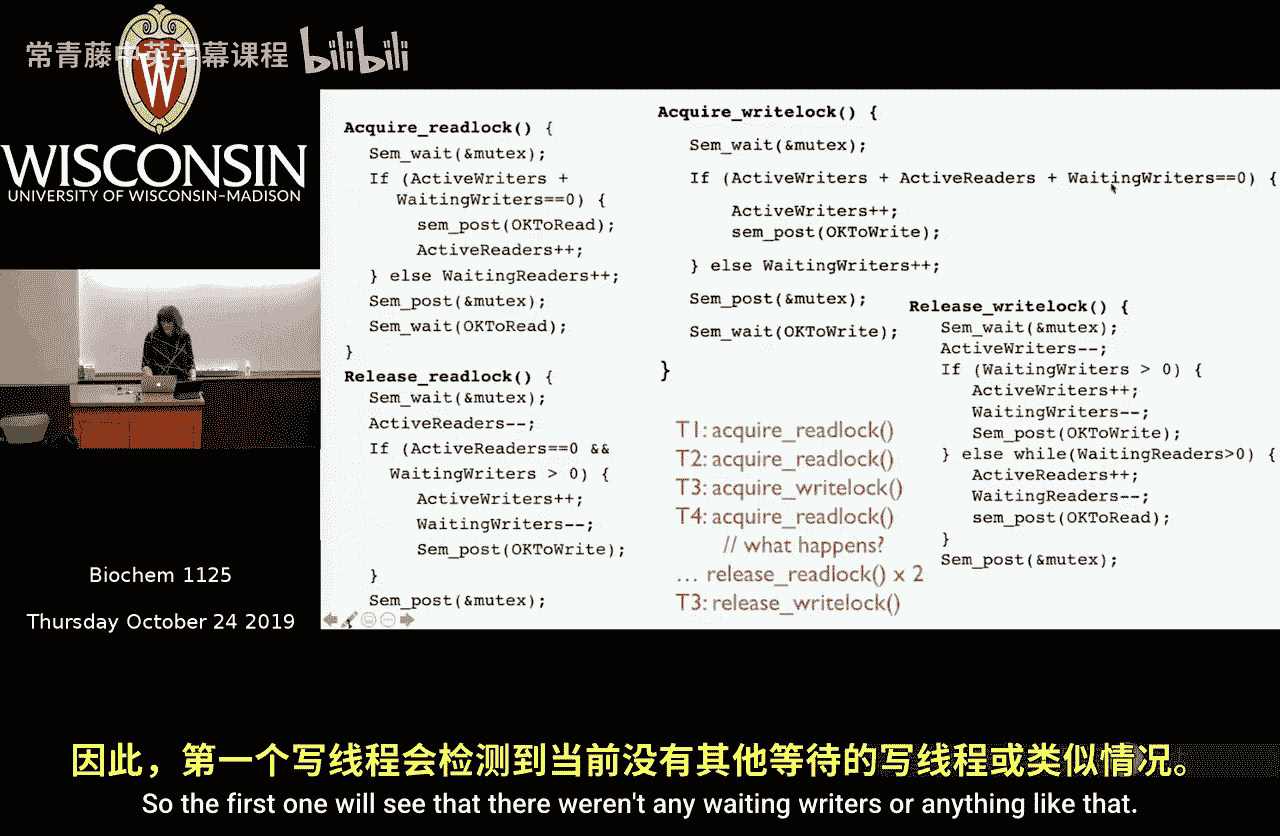 常青藤中英字幕课程 bilibili
W
WISCONSIN
UNIVERSITY OF WISCONSIN-MADISON
Biochem 1125
Thursday October 24 2019
Acquire_readlock() {
Sem_wait(&mutex);
If (ActiveWriters +
WaitingWriters==0) {
sem_post(OKToRead);
ActiveReaders++;
} else WaitingReaders++;
Sem_post(&mutex);
Sem_wait(OKToRead);
}
Release_readlock() {
Sem_wait(&mutex);
ActiveReaders--;
If (ActiveReaders==0 &&
WaitingWriters > 0) {
ActiveWriters++;
WaitingWriters--;
Sem_post(OKToWrite);
}
Sem_post(&mutex);
Acquire_writelock() {
Sem_wait(&mutex);
If (ActiveWriters + ActiveReaders + WaitingWriters==0) {
ActiveWriters++;
sem_post(OKToWrite);
} else WaitingWriters++;
Sem_post(&mutex);
Sem_wait(OKToWrite);
}
T1: acquire_readlock()
T2: acquire_readlock()
T3: acquire_writelock()
T4: acquire_readlock()
// what happens?
... release_readlock() x 2
T3: release_writelock()
Release_writelock() {
Sem_wait(&mutex);
ActiveWriters--;
If (WaitingWriters > 0) {
ActiveWriters++;
WaitingWriters--;
Sem_post(OKToWrite);
} else while(WaitingReaders>0) {
ActiveReaders++;
WaitingReaders--;
sem_post(OKToRead);
}
Sem_post(&mutex);
因此，第一个写线程会检测到当前没有其他等待的写线程或类似情况。
So the first one will see that there weren't any waiting writers or anything like that.